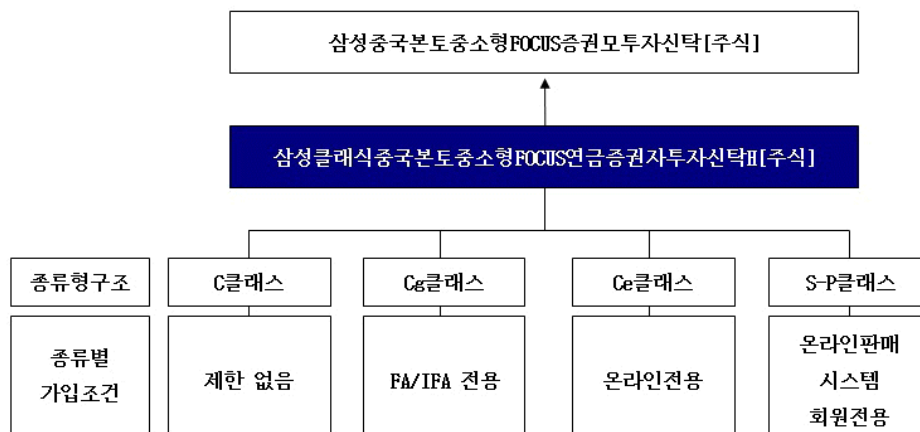 삼성중국본토중소형FOCUS증권모투자신탁[주식]
삼성클래식중국본토중소형FOCUS연금증권자투자신탁Ⅱ[주식]
종류형구조
C클래스
Cg클래스
Ce클래스
S-P클래스
종류별
가입조건
제한 없음
FA/IFA 전용
온라인전용
온라인판매
시스템
회원전용